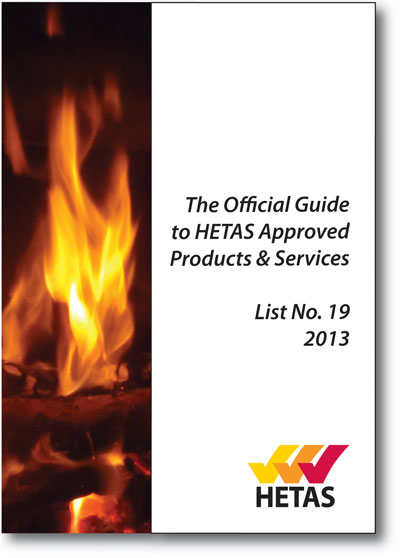 The Official Guide
to HETAS Approved
Products & Services
List No. 19
2013
HETAS